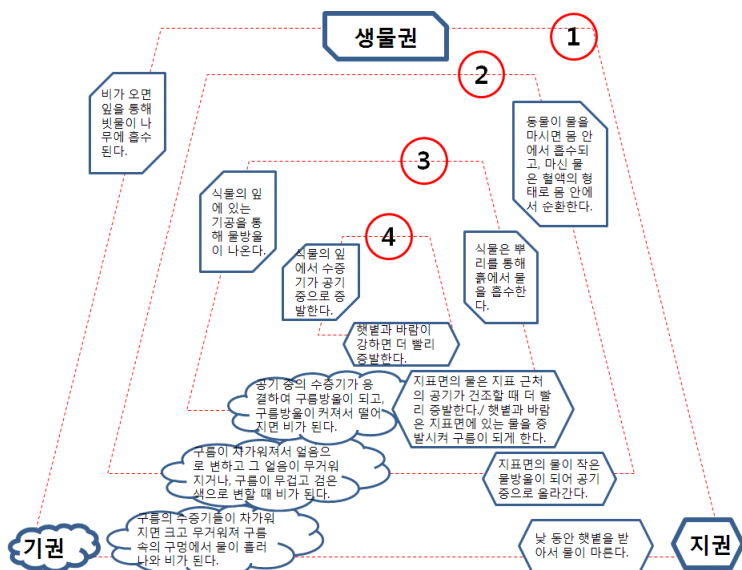 생물권
1
2
비가 오면
잎을 통해
빗물이 나
무에 흡수
된다.
동물이 물을
마시면 몸 안
에서 흡수되
고, 마신 물
은 혈액의 형
태로 몸 안에
서 순환한다.
3
식물의 잎
에 있는
기공을 통
해 물방울
이 나온다.
4
식물의 잎
에서 수증
기가 공기
중으로 증
발한다.
식물은 뿌
리를 통해
흙에서 물
을 흡수한
다.
햇볕과 바람이
강하면 더 빨리
증발한다.
공기 중의 수증기가 응
결하여 구름방울이 되고,
구름방울이 커져서 떨어
지면 비가 된다.
지표면의 물은 지표 근처
의 공기가 건조할 때 더 빨
리 증발한다./ 햇볕과 바람
은 지표면에 있는 물을 증
발시켜 구름이 되게 한다.
구름이 차가워져서 얼음으
로 변하고 그 얼음이 무거워
지거나, 구름이 무겁고 검은
색으로 변할 때 비가 된다.
지표면의 물이 작은
물방울이 되어 공기
중으로 올라간다.
기권
구름의 수증기들이 차가워
지면 크고 무거워져 구름
속의 구멍에서 물이 흘러
나와 비가 된다.
낮 동안 햇볕을 받
아서 물이 마른다.
지권